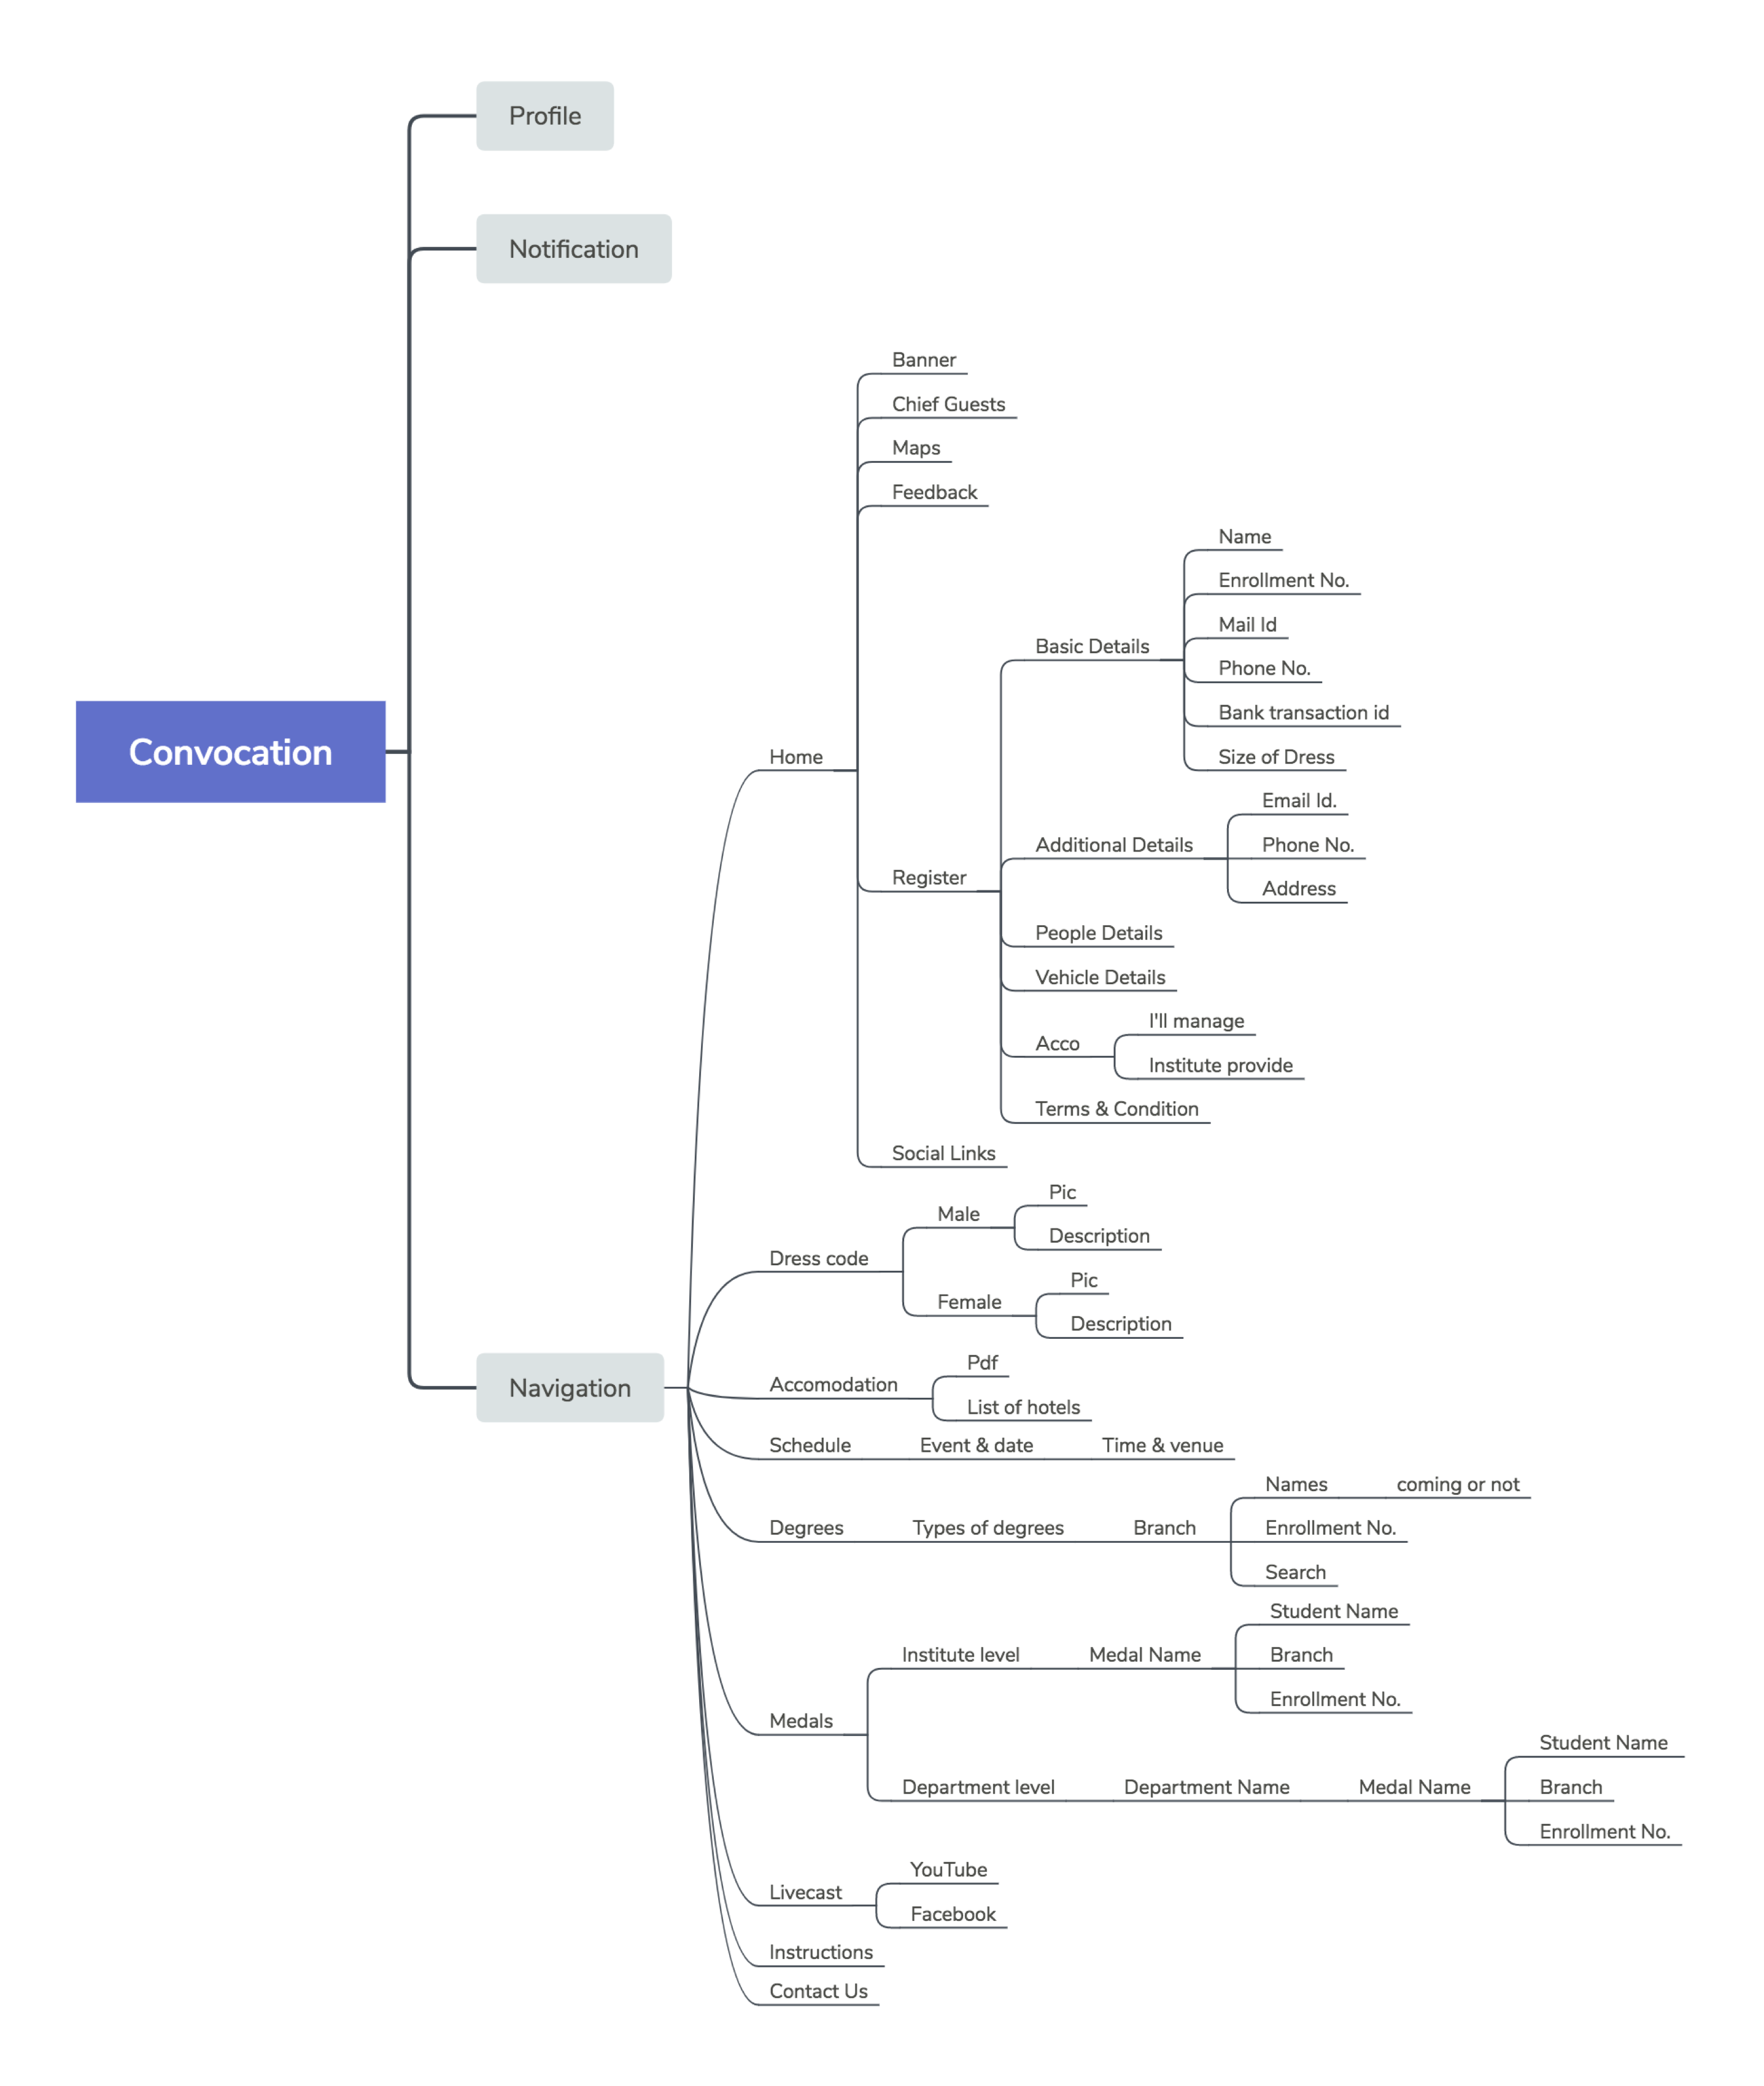 Profile
Notification
Banner
Chief Guests
Maps
Feedback
Name
Enrollment No.
Mail Id
Basic Details
Phone No.
Bank transaction id
Home
Size of Dress
Email Id.
Additional Details
Phone No.
Register
Address
People Details
Vehicle Details
I'll manage
Acco
Institute provide
Terms & Condition
Social Links
Convocation
Pic
Male
Description
Dress code
Pic
Female
Description
Navigation
Pdf
Accomodation
List of hotels
Schedule Event & date Time & venue
Names coming or not
Degrees Types of degrees Branch Enrollment No.
Search
Student Name
Institute level Medal Name Branch
Enrollment No.
Medals
Student Name
Department level Department Name Medal Name Branch
Enrollment No.
YouTube
Livecast
Facebook
Instructions
Contact Us